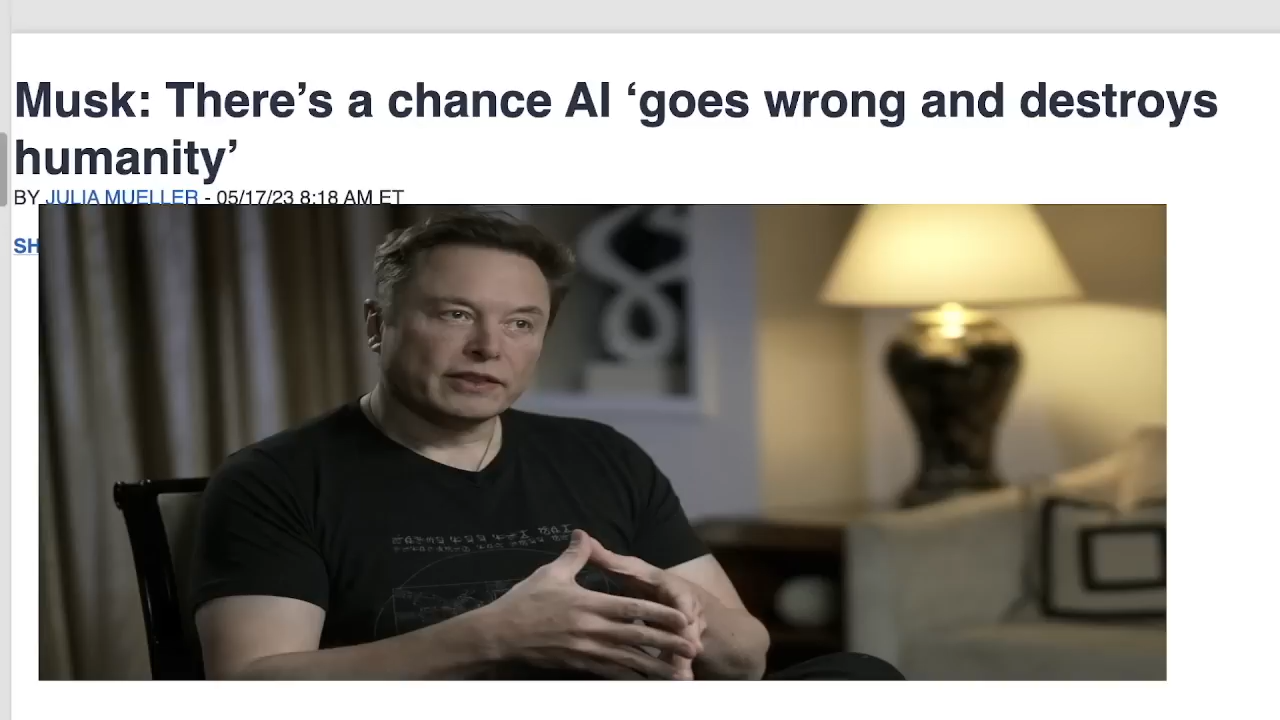 Musk: There’s a chance AI ‘goes wrong and destroys
humanity’
BY JULIA MUELLER - 05/17/23 8:18 AM ET
SH